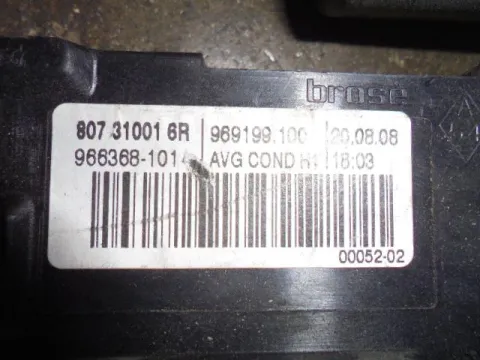 brose
807 31001 6R 969199.100 20.08.08
966368-101 AVG COND 18:03
00052-02